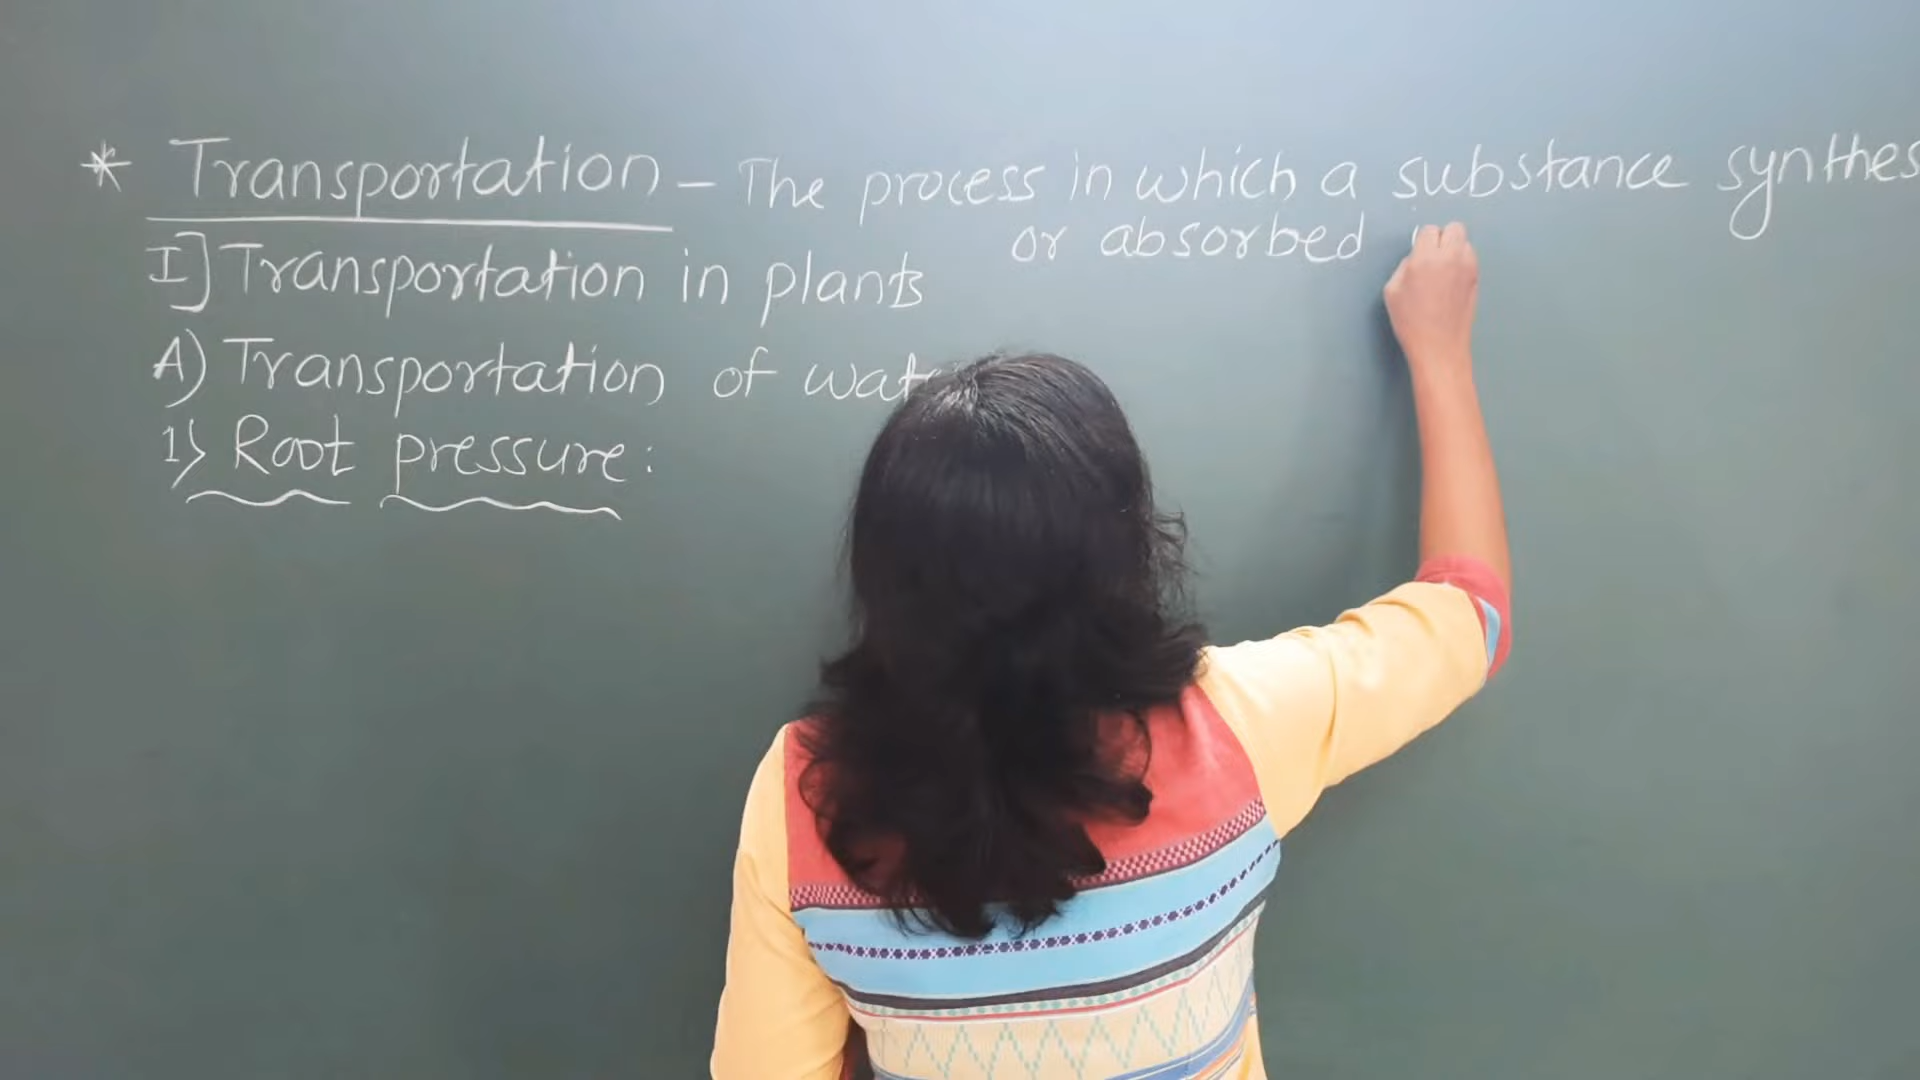 * Transportation – The process in which a substance synthes
or absorbed
I] Transportation in plants
A) Transportation of wat
1) Root pressure: